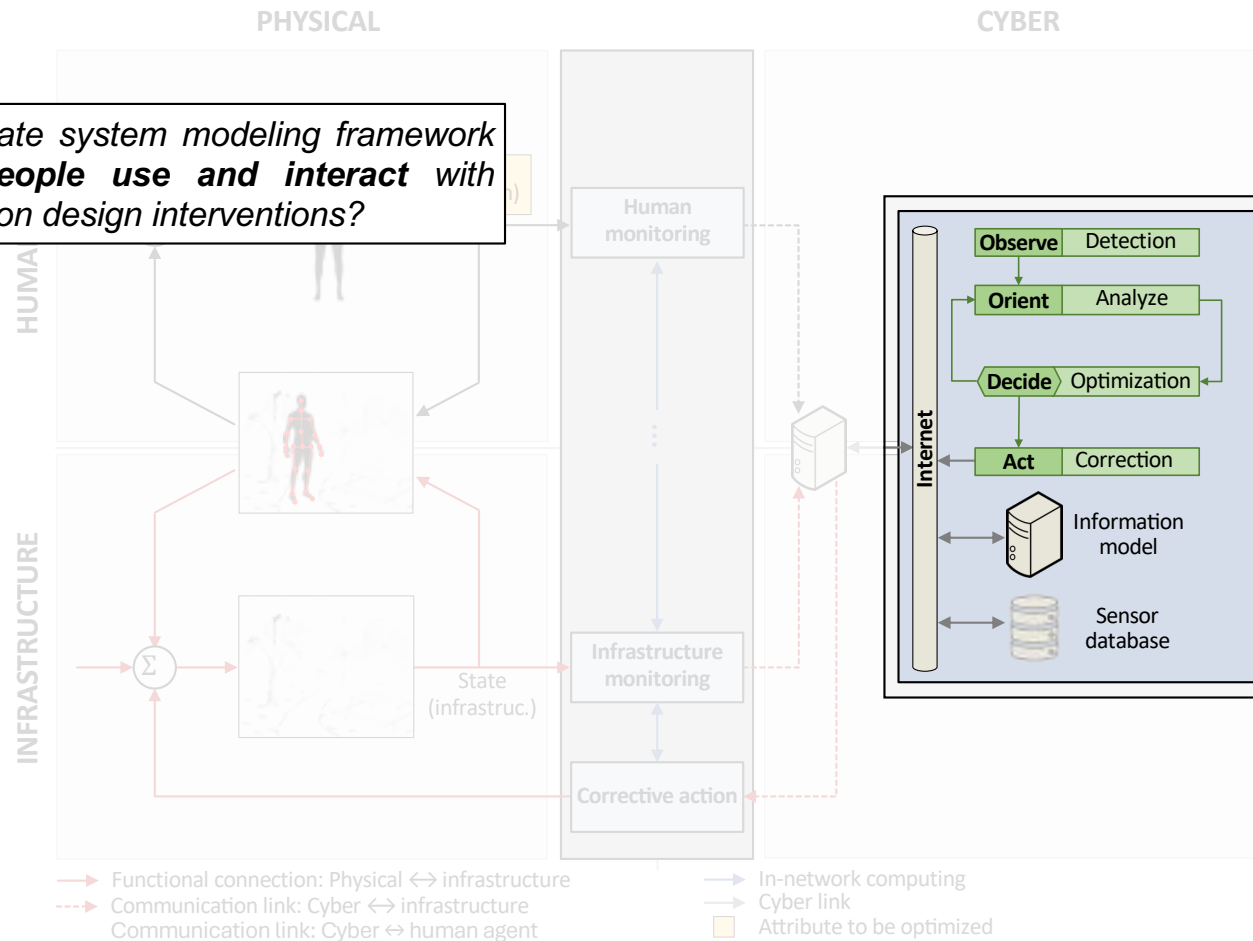 PHYSICAL
CYBER
ate system modeling framework
eople use and interact with
on design interventions?
n)
HUMA
Human
monitoring
Observe Detection
Orient Analyze
Decide Optimization
Act Correction
Internet
Information
model
Sensor
database
INFRASTRUCTURE
Σ
State
(infrastruc.)
Infrastructure
monitoring
Corrective action
Functional connection: Physical ↔ infrastructure
Communication link: Cyber ↔ infrastructure
Communication link: Cyber ↔ human agent
In-network computing
Cyber link
Attribute to be optimized